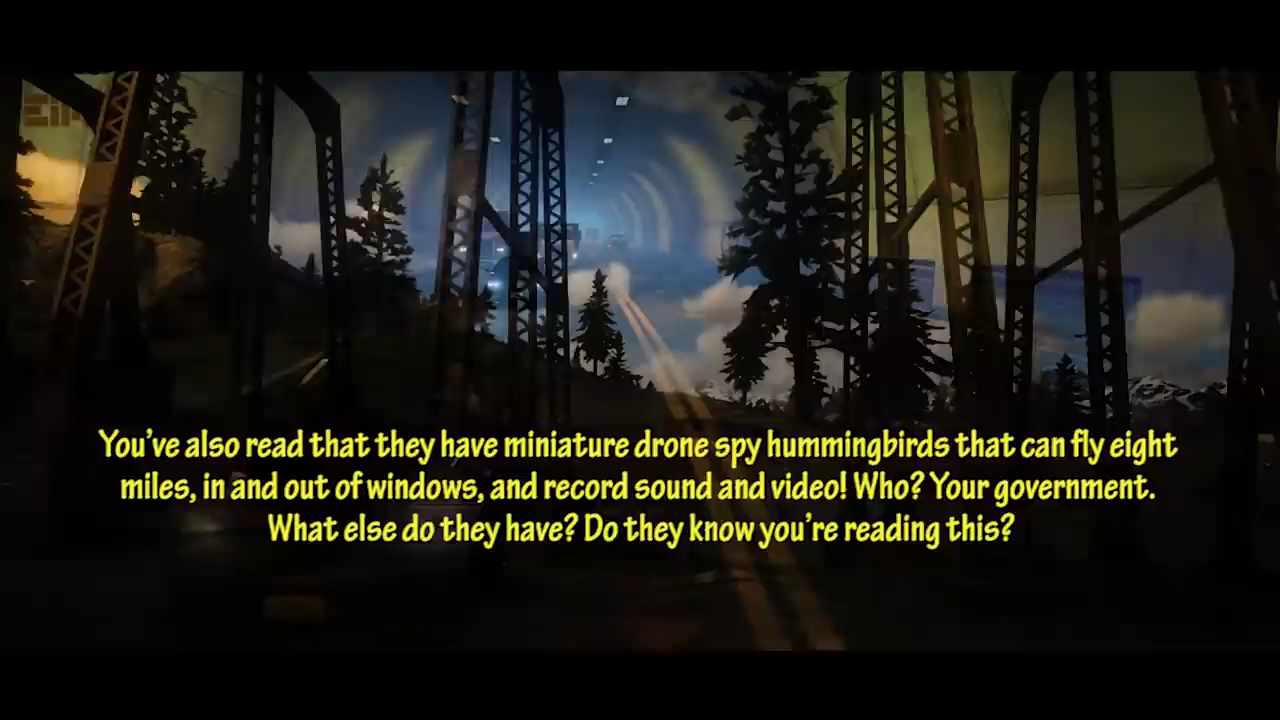 You've also read that they have miniature drone spy hummingbirds that can fly eight
miles, in and out of windows, and record sound and video! Who? Your government.
What else do they have? Do they know you're reading this?